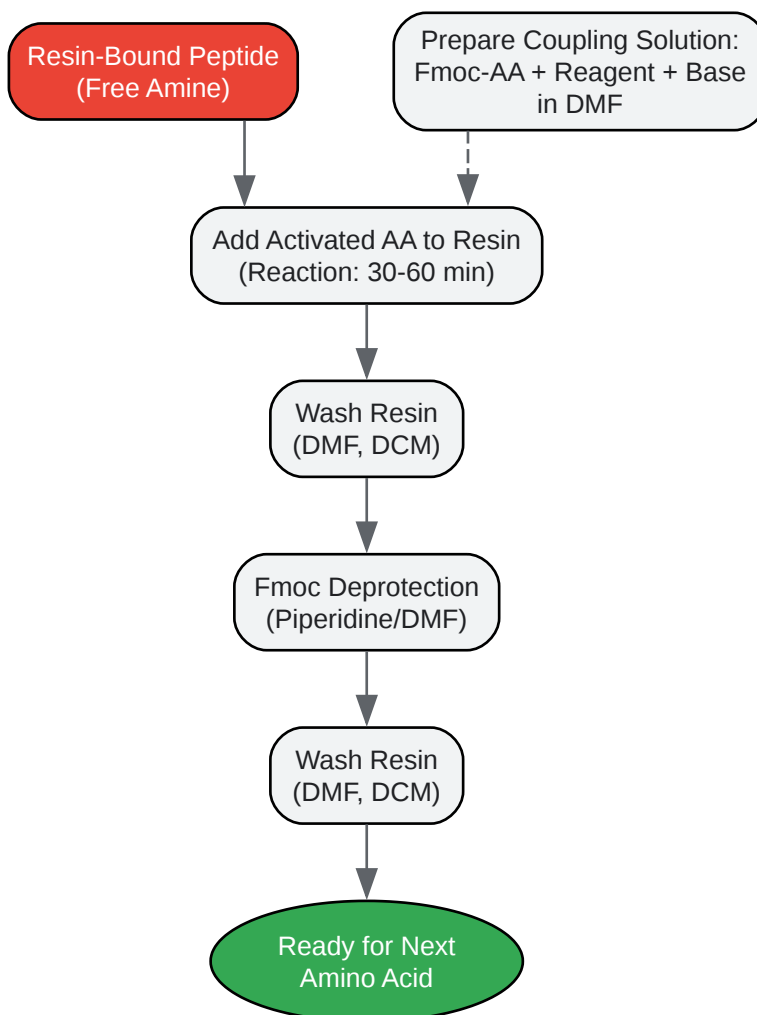 Resin-Bound Peptide
(Free Amine)
Prepare Coupling Solution:
Fmoc-AA + Reagent + Base
in DMF
Add Activated AA to Resin
(Reaction: 30-60 min)
Wash Resin
(DMF, DCM)
Fmoc Deprotection
(Piperidine/DMF)
Wash Resin
(DMF, DCM)
Ready for Next
Amino Acid